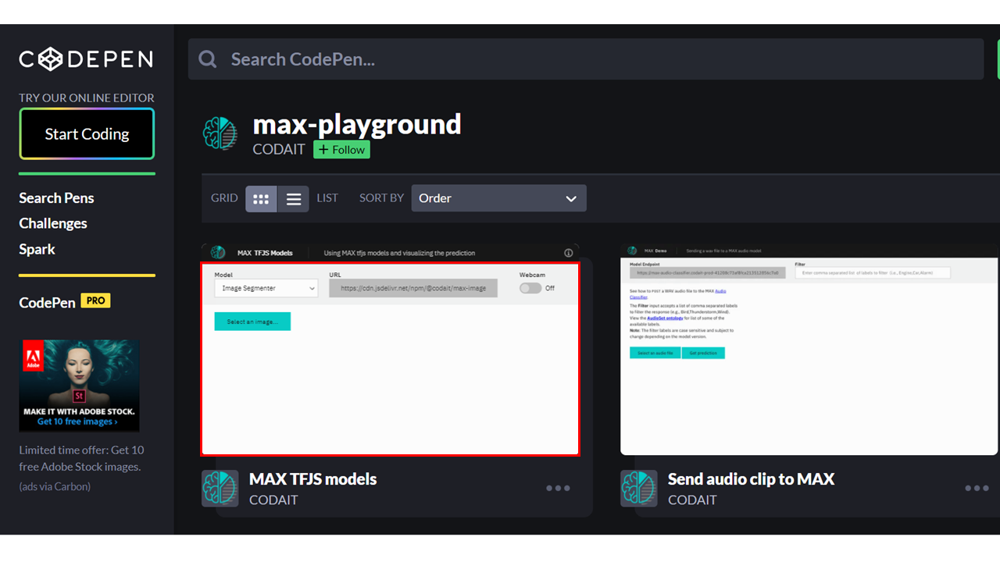 CODEPEN
Search CodePen...
TRY OUR ONLINE EDITOR
Start Coding
Search Pens
Challenges
Spark
CodePen PRO
Adobe
St
MAKE IT WITH ADOBE STOCK.
Get 10 free images ›
Limited time offer: Get 10
free Adobe Stock images.
(ads via Carbon)
max-playground
CODAIT + Follow
GRID LIST SORT BY Order
MAX TFJS Models Using MAX tfjs models and visualizing the prediction
Model URL Webcam
Image Segmenter https://cdn.jsdelivr.net/npm/@codait/max-image Off
Select an image...
MAX TFJS models
CODAIT
MAX Demo Sending a wav file to a MAX audio model
Model Endpoint Filter
Enter comma separated list of labels to filter (i.e., Engine,Car,Alarm)
See how to POST a WAV audio file to the MAX Audio
Classifier
The Filter input accepts a list of comma separated labels
to filter the response (e.g., Bird,Thunderstorm,Wind).
View the AudioSet ontology for list of some of the
available labels.
Note: The filter labels are case sensitive and subject to
change depending on the model version.
Select an audio file Get prediction
Send audio clip to MAX
CODAIT